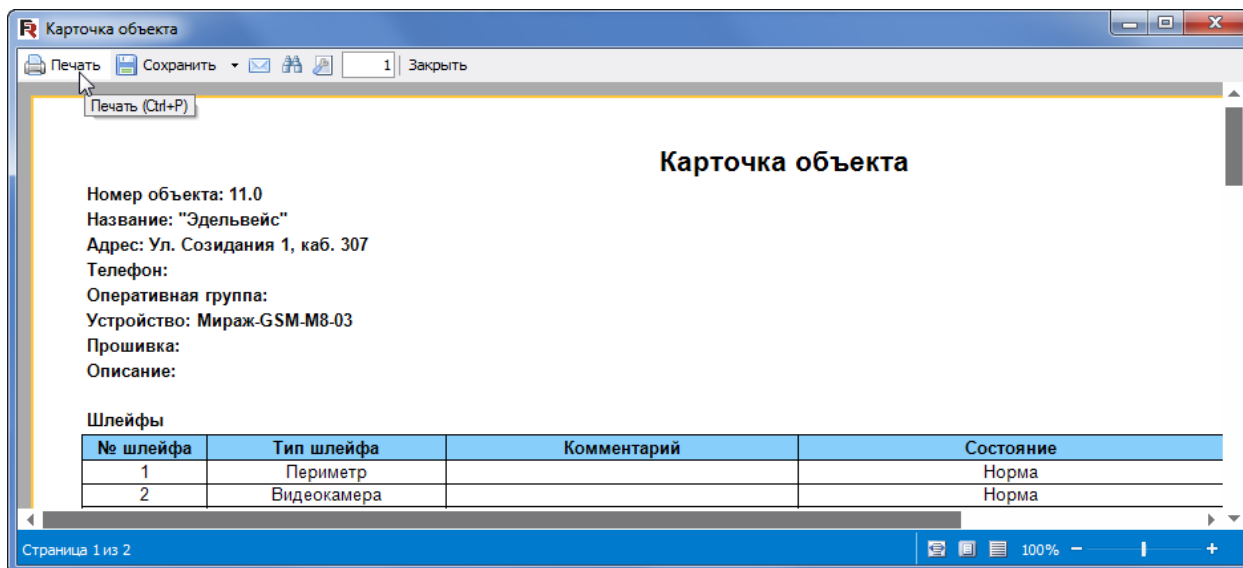 Карточка объекта
Печать Сохранить 1 Закрыть
Печать (Ctrl+P)
Карточка объекта
Номер объекта: 11.0
Название: "Эдельвейс"
Адрес: Ул. Созидания 1, каб. 307
Телефон:
Оперативная группа:
Устройство: Мираж-GSM-M8-03
Прошивка:
Описание:
Шлейфы
№ шлейфа Тип шлейфа Комментарий Состояние
1 Периметр Норма
2 Видеокамера Норма
Страница 1 из 2 100%